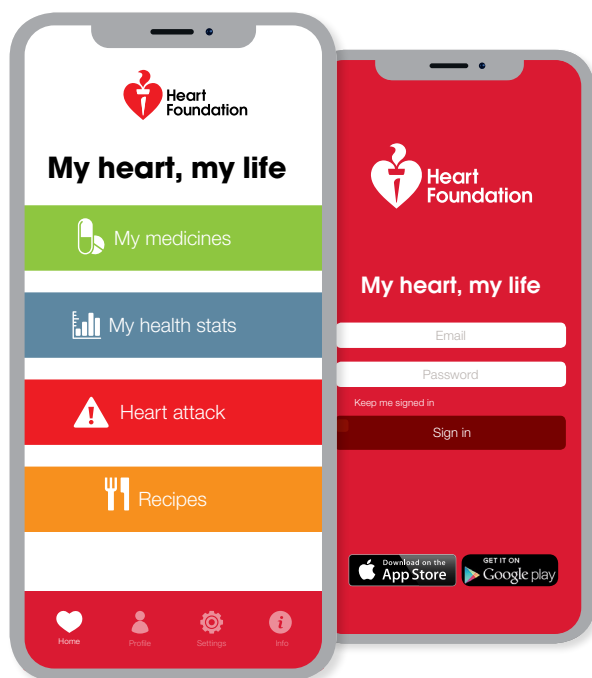 Heart
Foundation
My heart, my life
My medicines
My health stats
Heart attack
Recipes
Home
Profile
Settings
Info
Heart
Foundation
My heart, my life
Email
Password
Keep me signed in
Sign in
Download on the
App Store
GET IT ON
Google play